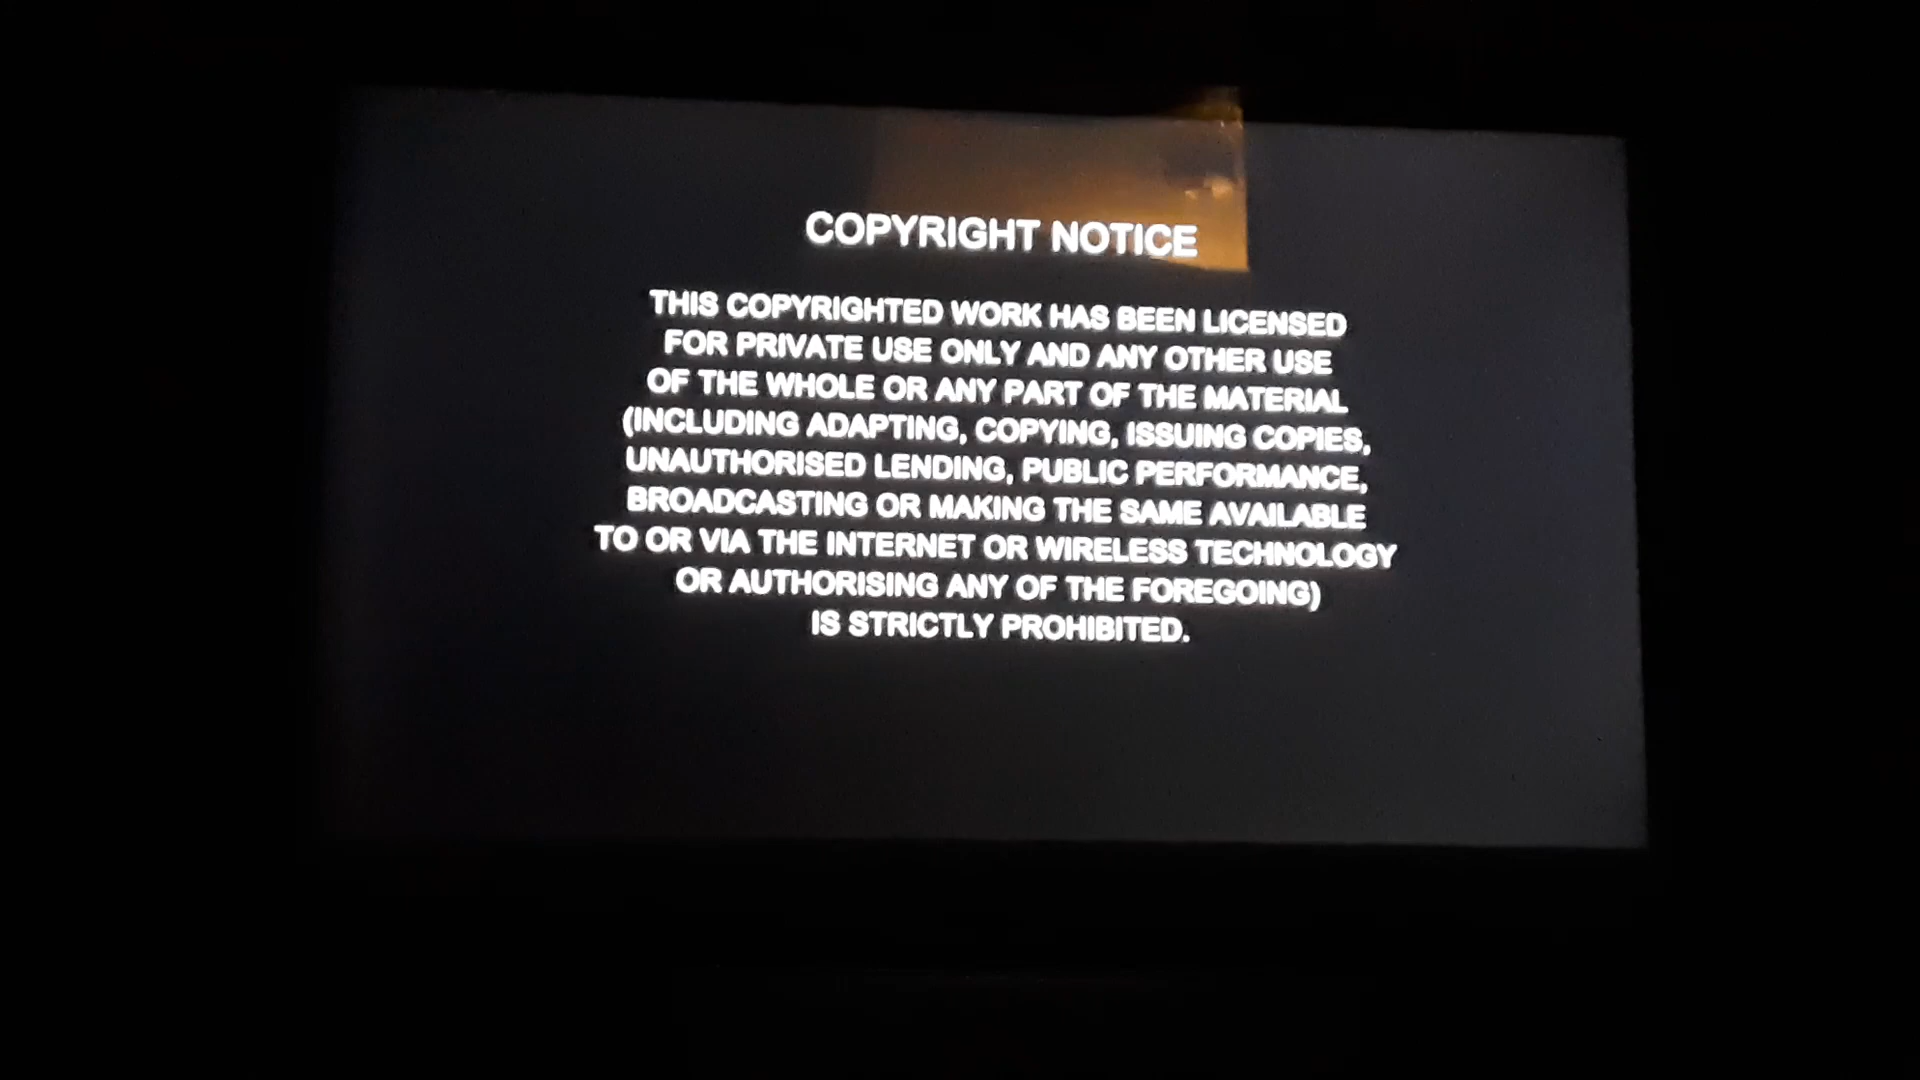 COPYRIGHT NOTICE
THIS COPYRIGHTED WORK HAS BEEN LICENSED
FOR PRIVATE USE ONLY AND ANY OTHER USE
OF THE WHOLE OR ANY PART OF THE MATERIAL
(INCLUDING ADAPTING, COPYING, ISSUING COPIES,
UNAUTHORISED LENDING, PUBLIC PERFORMANCE,
BROADCASTING OR MAKING THE SAME AVAILABLE
TO OR VIA THE INTERNET OR WIRELESS TECHNOLOGY
OR AUTHORISING ANY OF THE FOREGOING)
IS STRICTLY PROHIBITED.